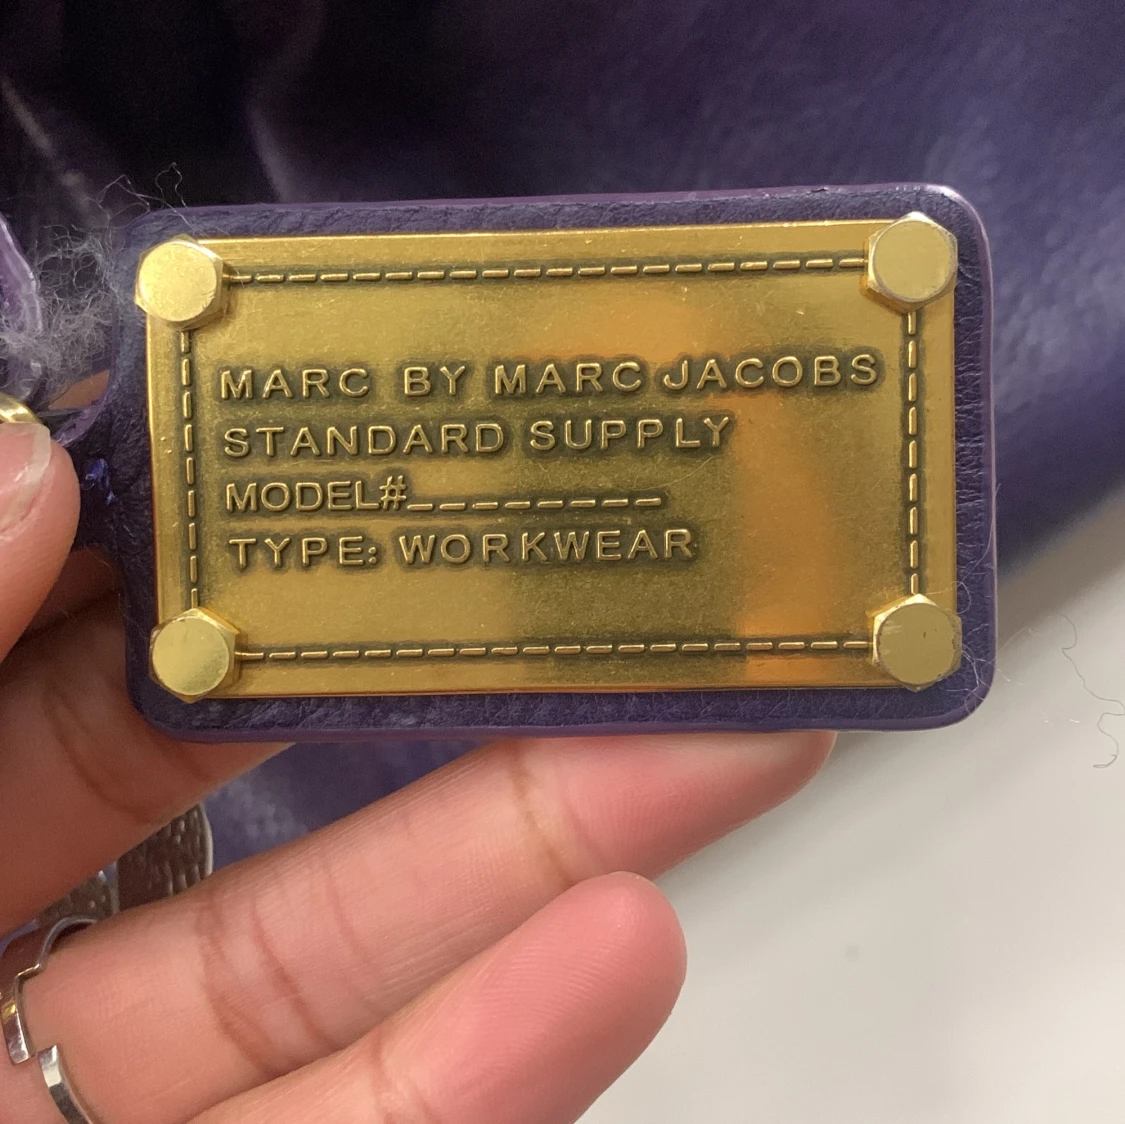 MARC BY MARC JACOBS
STANDARD SUPPLY
MODEL#_________
TYPE: WORKWEAR